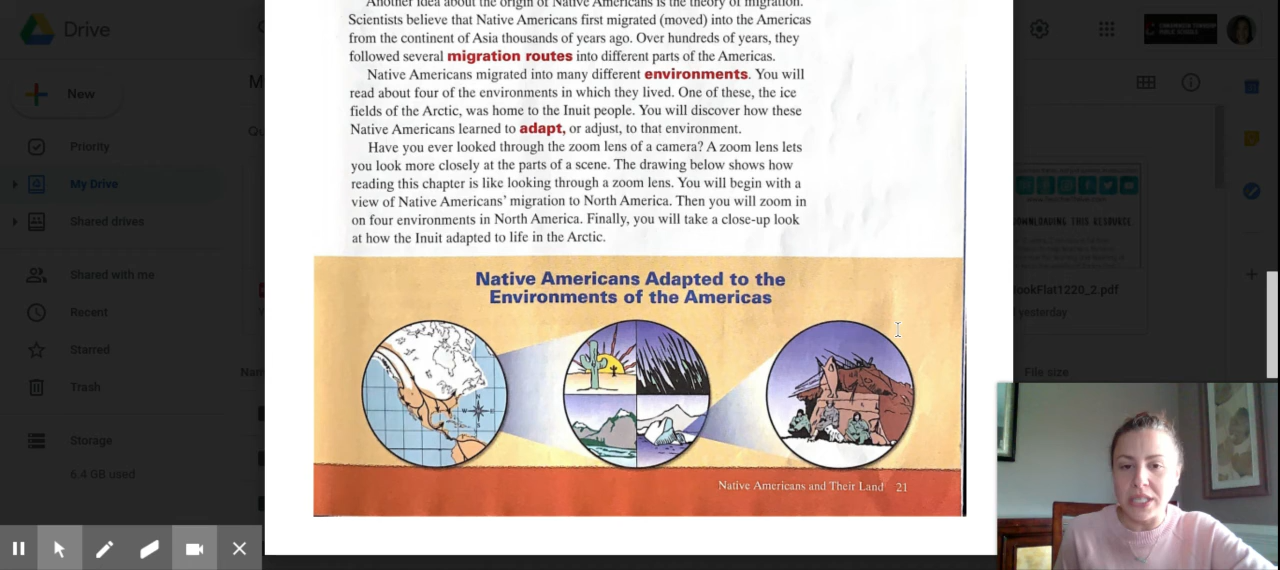 Another idea about the origin of Native Americans is the theory of migration.
Scientists believe that Native Americans first migrated (moved) into the Americas
from the continent of Asia thousands of years ago. Over hundreds of years, they
followed several migration routes into different parts of the Americas.
Native Americans migrated into many different environments. You will
read about four of the environments in which they lived. One of these, the ice
fields of the Arctic, was home to the Inuit people. You will discover how these
Native Americans learned to adapt, or adjust, to that environment.
Have you ever looked through the zoom lens of a camera? A zoom lens lets
you look more closely at the parts of a scene. The drawing below shows how
reading this chapter is like looking through a zoom lens. You will begin with a
view of Native Americans' migration to North America. Then you will zoom in
on four environments in North America. Finally, you will take a close-up look
at how the Inuit adapted to life in the Arctic.
Native Americans Adapted to the
Environments of the Americas
N
W E
S
Native Americans and Their Land 21
Drive
New
Priority
My Drive
Shared drives
Shared with me
Recent
Starred
Trash
Storage
6.4 GB used
M
Qu
Nam
DOWNLOADING THIS RESOURCE
ookFlat1220_2.pdf
yesterday
File size